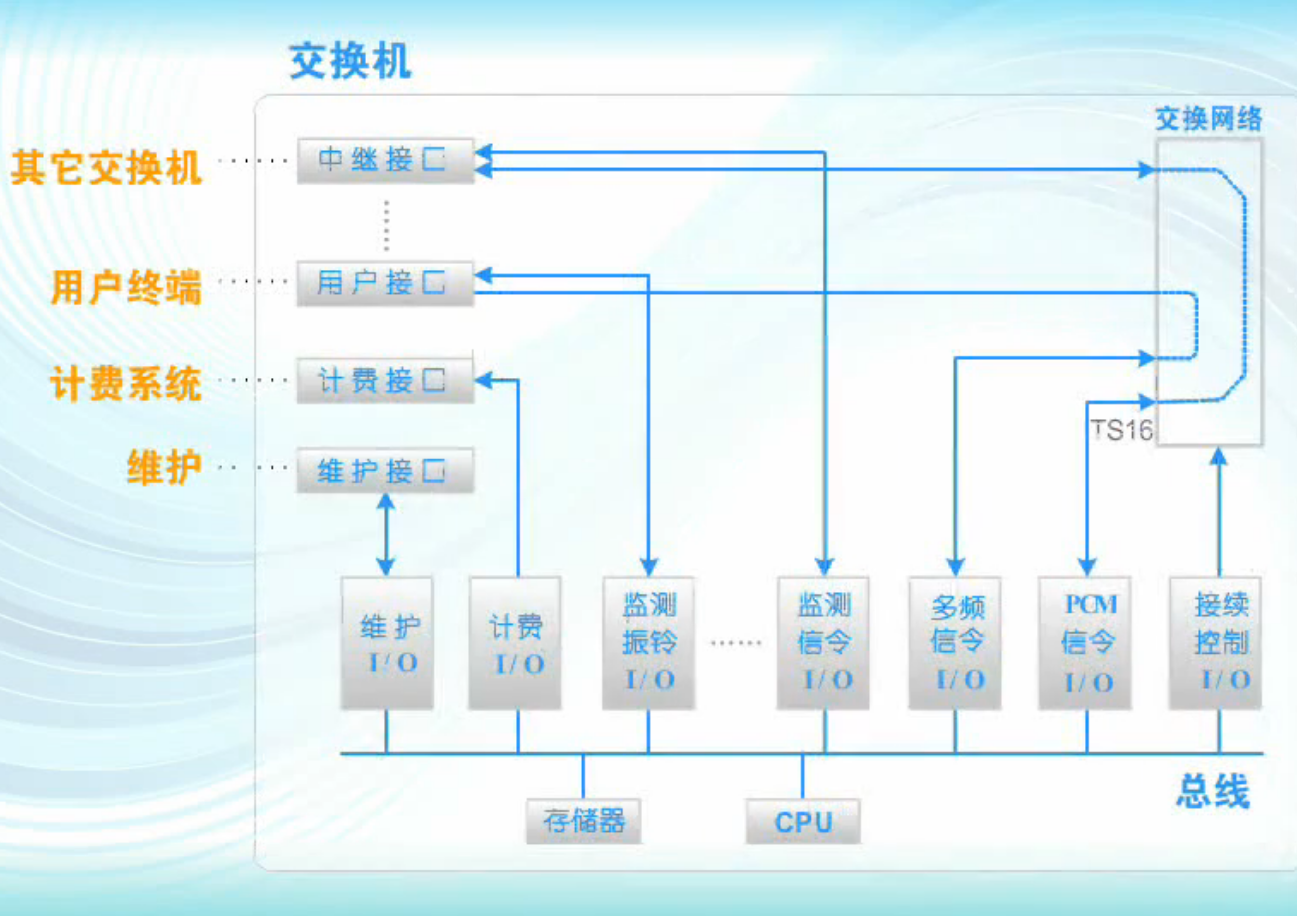 交换机
交换网络
其它交换机
中继接口
用户终端
用户接口
计费系统
计费接口
TS16
维护
维护接口
维护
I/O
计费
I/O
监测
振铃
I/O
......
监测
信令
I/O
多频
信令
I/O
PCM
信令
I/O
接续
控制
I/O
总线
存储器
CPU